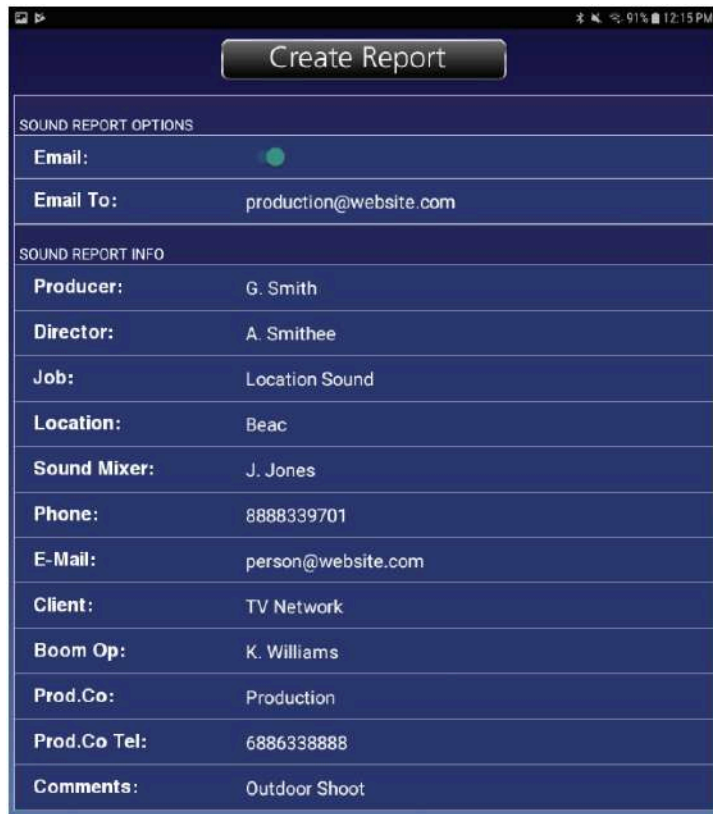 91% 12:15 PM
Create Report
SOUND REPORT OPTIONS
Email:
Email To: production@website.com
SOUND REPORT INFO
Producer: G. Smith
Director: A. Smithee
Job: Location Sound
Location: Beac
Sound Mixer: J. Jones
Phone: 8888339701
E-Mail: person@website.com
Client: TV Network
Boom Op: K. Williams
Prod.Co: Production
Prod.Co Tel: 6886338888
Comments: Outdoor Shoot